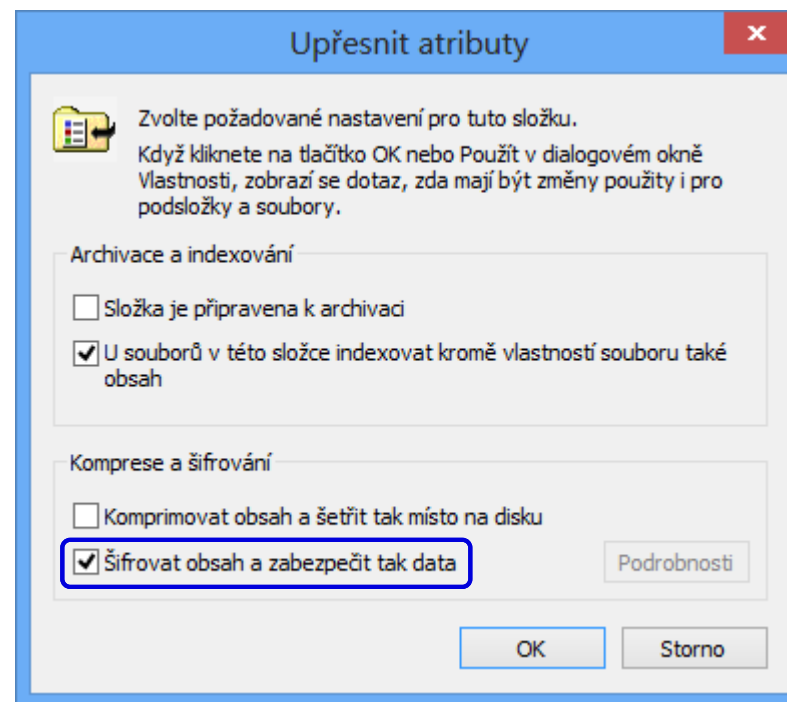 Upřesnit atributy
Zvolte požadované nastavení pro tuto složku.
Když kliknete na tlačítko OK nebo Použít v dialogovém okně
Vlastnosti, zobrazí se dotaz, zda mají být změny použity i pro
podsložky a soubory.
Archivace a indexování
Složka je připravena k archivaci
U souborů v této složce indexovat kromě vlastností souboru také
obsah
Komprese a šifrování
Komprimovat obsah a šetřit tak místo na disku
Šifrovat obsah a zabezpečit tak data
Podrobnosti
OK
Storno